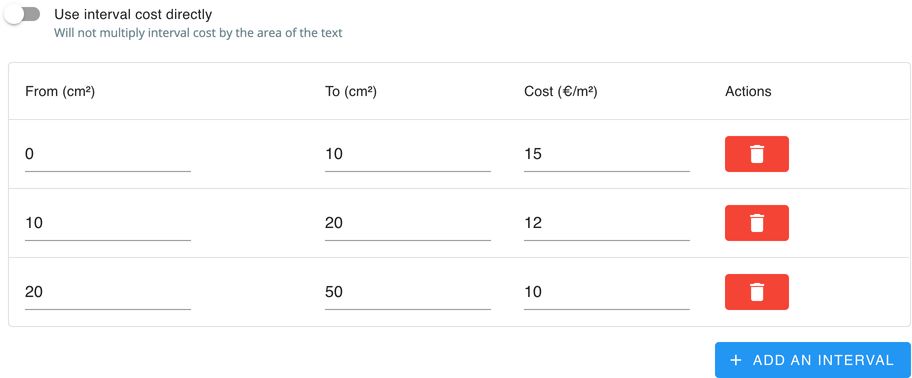 Use interval cost directly
Will not multiply interval cost by the area of the text
From (cm²) To (cm²) Cost (€/m²) Actions
0 10 15
10 20 12
20 50 10
+ ADD AN INTERVAL